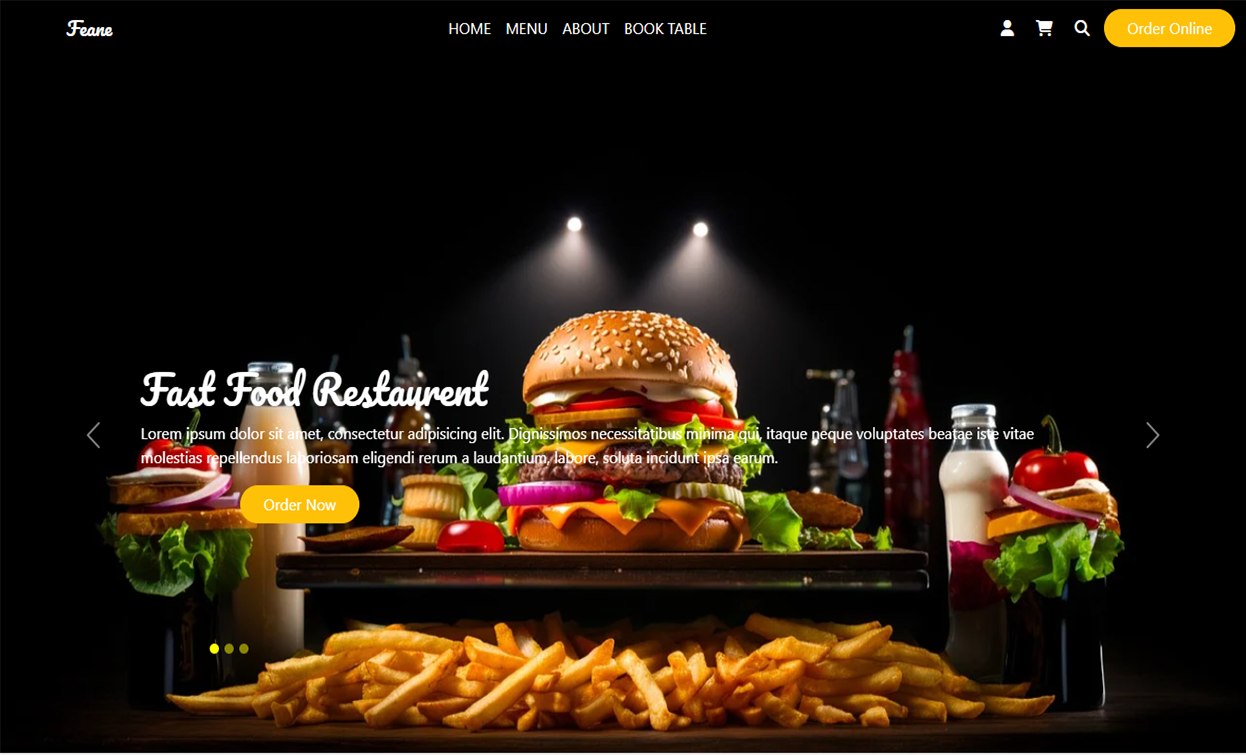 Feane
HOME MENU ABOUT BOOK TABLE
Order Online
Fast Food Restaurent
Lorem ipsum dolor sit amet, consectetur adipisicing elit. Dignissimos necessitatibus minima qui, itaque neque voluptates beatae iste vitae
molestias repellendus laboriosam eligendi rerum a laudantium, labore, soluta incidunt ipsa earum.
Order Now